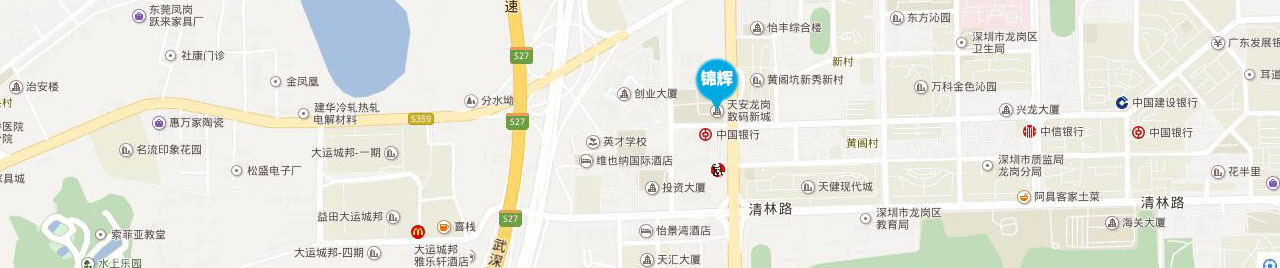 东莞凤岗
跃来家具厂
社康门诊
金凤凰
治安楼
村
惠万家陶瓷
医院
名流印象花园
松盛电子厂
家具城
索菲亚教堂
水上乐园
建华冷轧热轧
电解材料
大运城邦-一期
益田大运城邦
大运城邦-四期
喜栈
大运城邦
雅乐轩酒店
分水坳
S359
速
S27
S27
S27
武深
创业大厦
英才学校
维也纳国际酒店
投资大厦
怡景湾酒店
天汇大厦
怡丰综合楼
锦辉
天安龙岗
数码新城
中国银行
黄阁坑新秀新村
新村
东方沁园
深圳市龙岗区
卫生局
万科金色沁园
兴龙大厦
中信银行
黄阁村
天健现代城
深圳市质监局
龙岗分局
阿具客家土菜
清林路
深圳市龙岗区
教育局
清林路
海关大厦
中国建设银行
中国银行
花半里
广东发展银
耳道